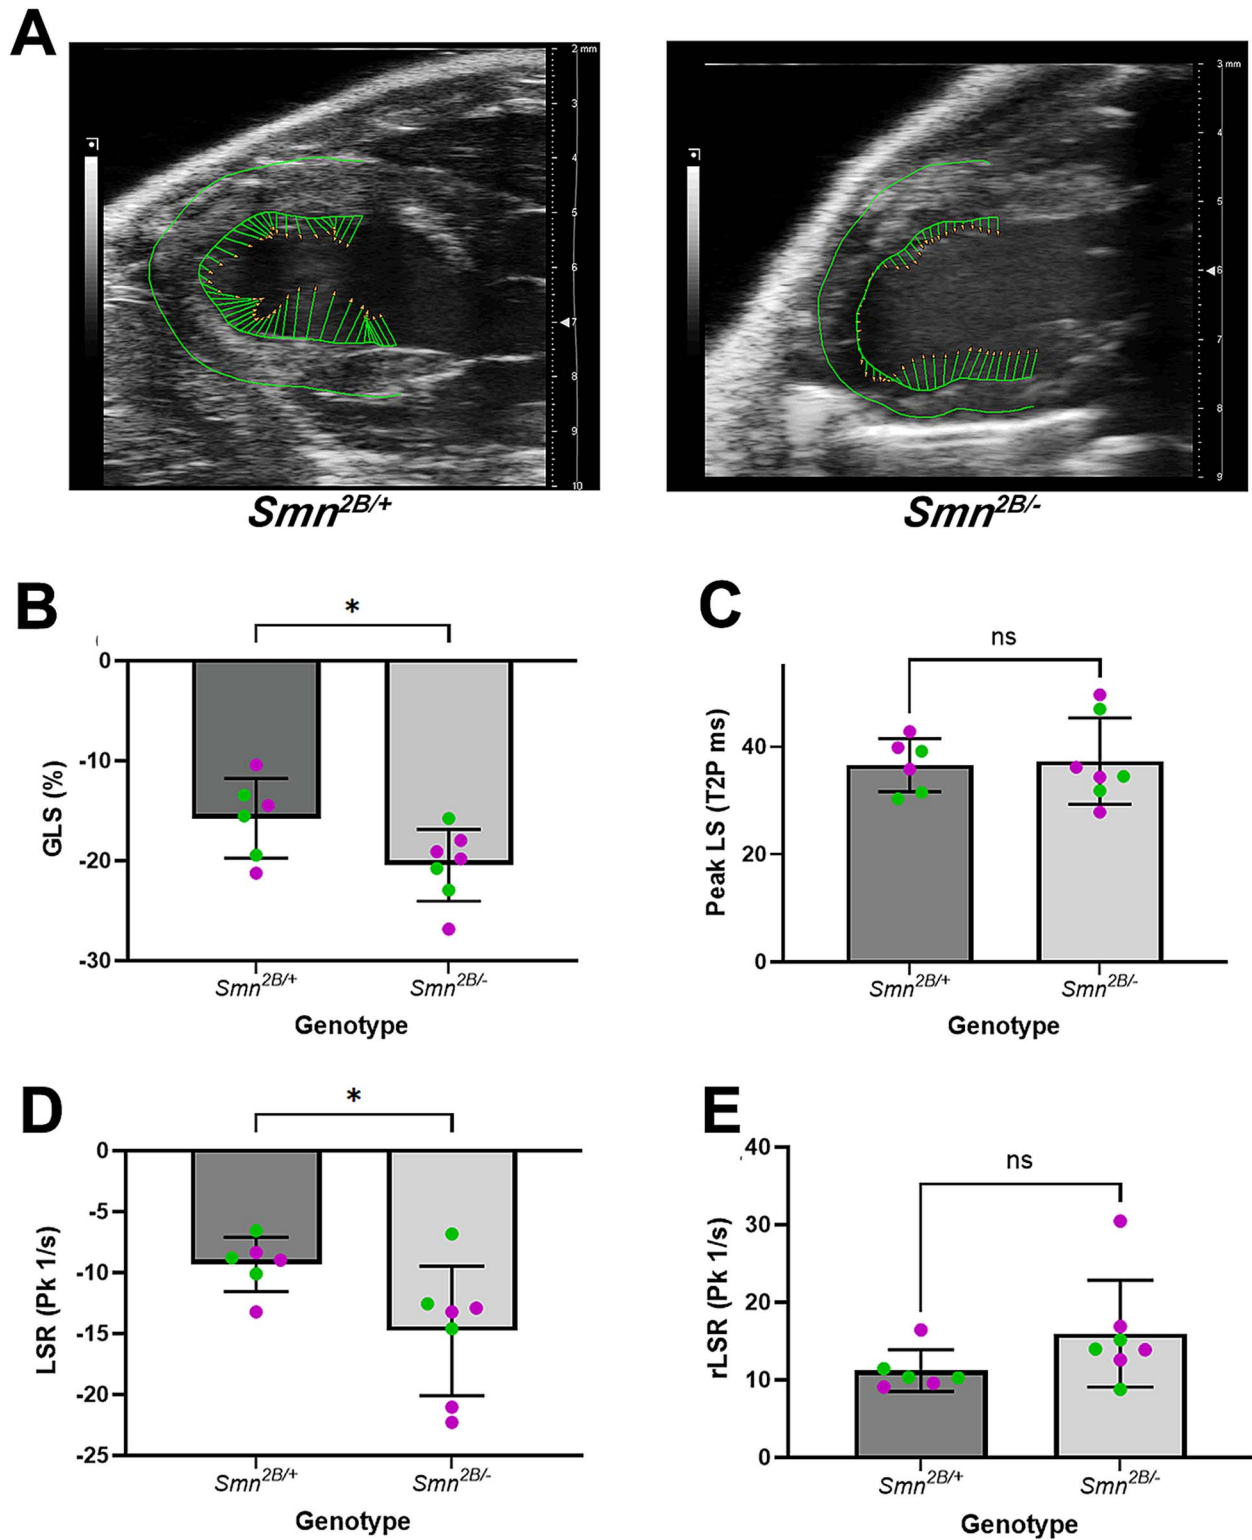 A
2 mm
3
4
5
6
7
8
9
10
3 mm
4
5
6
7
8
9
Smn2B/+
Smn2B/-
B
*
0
-10
-20
-30
GLS (%)
Smn2B/+
Smn2B/-
Genotype
C
ns
40
20
0
Peak LS (T2P ms)
Smn2B/+
Smn2B/-
Genotype
D
*
0
-5
-10
-15
-20
-25
LSR (Pk 1/s)
Smn2B/+
Smn2B/-
Genotype
E
ns
40
30
20
10
0
rLSR (Pk 1/s)
Smn2B/+
Smn2B/-
Genotype